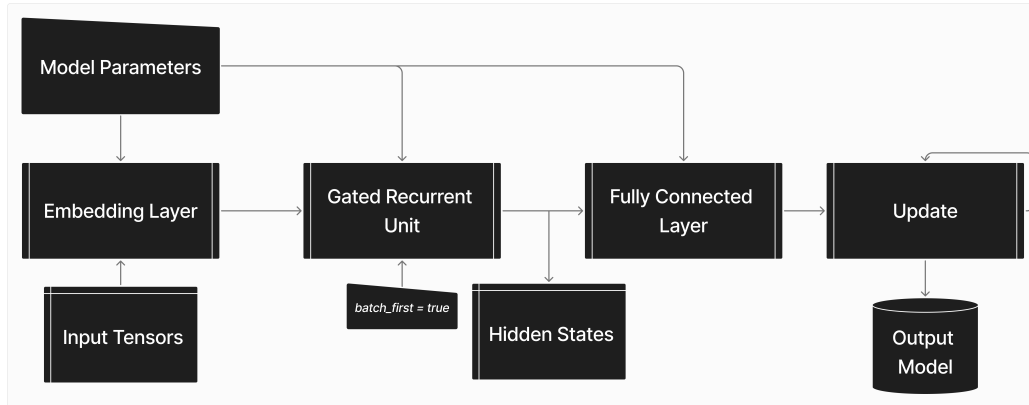 Model Parameters
Embedding Layer
Gated Recurrent
Unit
Fully Connected
Layer
Update
Input Tensors
batch_first = true
Hidden States
Output
Model